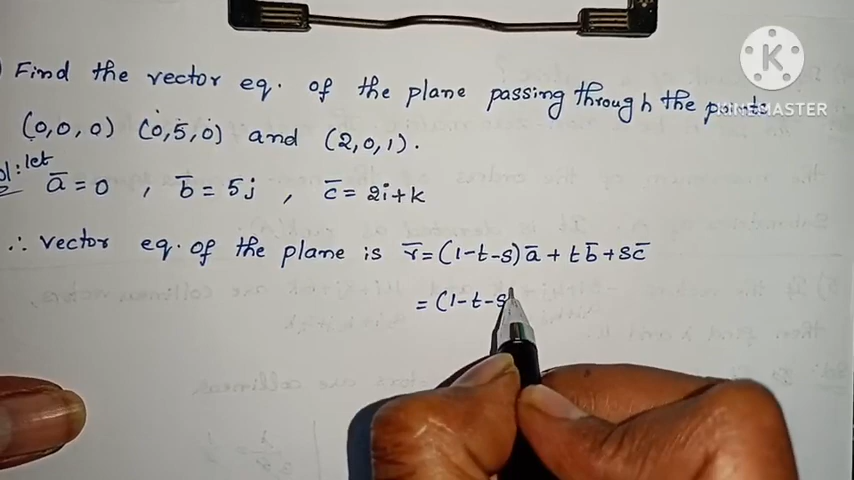 Find the vector eq. of the plane passing through the points
(0,0,0) (0,5,0) and (2,0,1).
Sol: let a̅ = 0 , b̅ = 5j , c̅ = 2i+k
∴ vector eq. of the plane is r̅ = (1-t-s)a̅ + tb̅ + sc̅
= (1-t-s
K
KINEMASTER